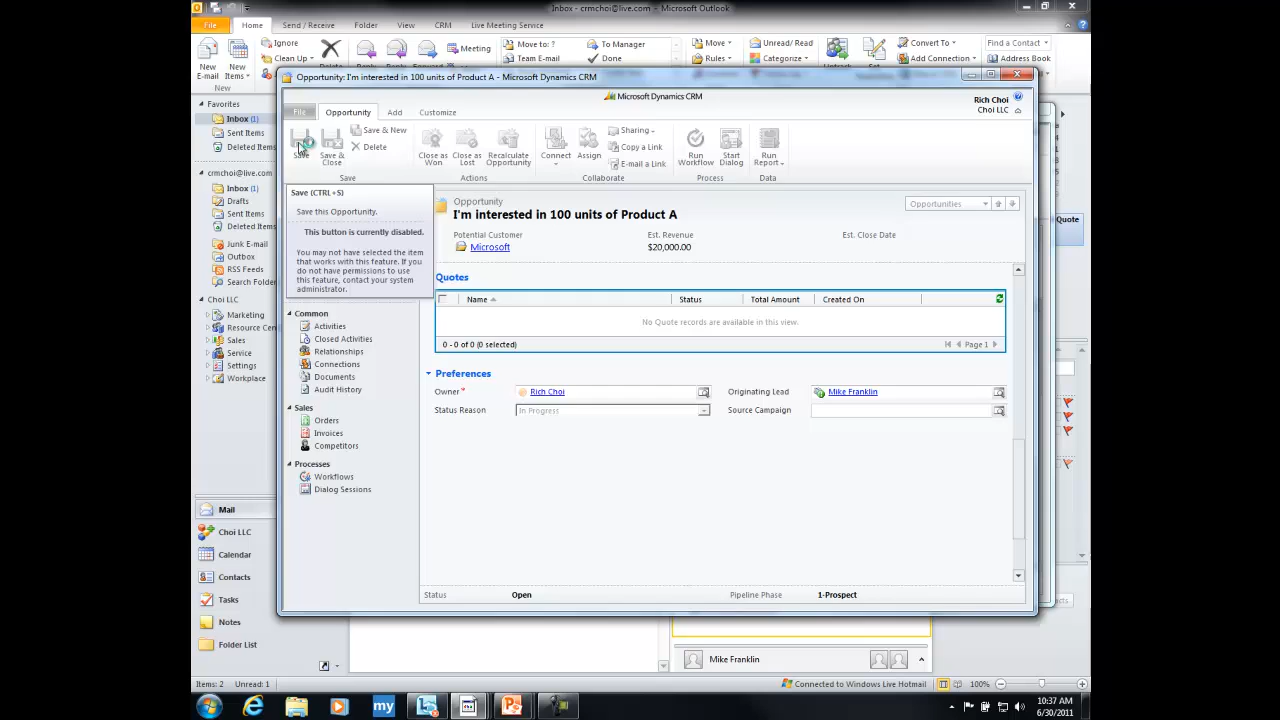 Inbox - crmchoi@live.com - Microsoft Outlook
File Home Send / Receive Folder View CRM Live Meeting Service
New E-mail
New Items
New
Ignore
Clean Up
Meeting
Move to: ?
Team E-mail
To Manager
Done
Move
Rules
Unread/ Read
Categorize
Convert To
Add Connection
Find a Contact
Address Book
Opportunity: I'm interested in 100 units of Product A - Microsoft Dynamics CRM
Microsoft Dynamics CRM
Rich Choi
Choi LLC
File Opportunity Add Customize
Save
Save & Close
Save & New
Delete
Save
Close as Won
Close as Lost
Recalculate Opportunity
Actions
Connect
Assign
Sharing
Copy a Link
E-mail a Link
Collaborate
Run Workflow
Start Dialog
Process
Run Report
Data
Save (CTRL+S)
Save this Opportunity.
This button is currently disabled.
You may not have selected the item
that works with this feature. If you
do not have permissions to use
this feature, contact your system
administrator.
Opportunity
I'm interested in 100 units of Product A
Opportunities
Potential Customer Est. Revenue Est. Close Date
Microsoft $20,000.00
Quotes
Name Status Total Amount Created On
No Quote records are available in this view.
0 - 0 of 0 (0 selected) Page 1
Preferences
Owner* Rich Choi Originating Lead Mike Franklin
Status Reason In Progress Source Campaign
Status Open Pipeline Phase 1-Prospect
Common
Activities
Closed Activities
Relationships
Connections
Documents
Audit History
Sales
Orders
Invoices
Competitors
Processes
Workflows
Dialog Sessions
Favorites
Inbox (1)
Sent Items
Deleted Items
crmchoi@live.com
Inbox (1)
Drafts
Sent Items
Deleted Items
Junk E-mail
Outbox
RSS Feeds
Search Folder
Choi LLC
Marketing
Resource Cen
Sales
Service
Settings
Workplace
Mail
Choi LLC
Calendar
Contacts
Tasks
Notes
Folder List
Quote
Mike Franklin
Items: 2 Unread: 1
Connected to Windows Live Hotmail 100%
my
10:37 AM
6/30/2011